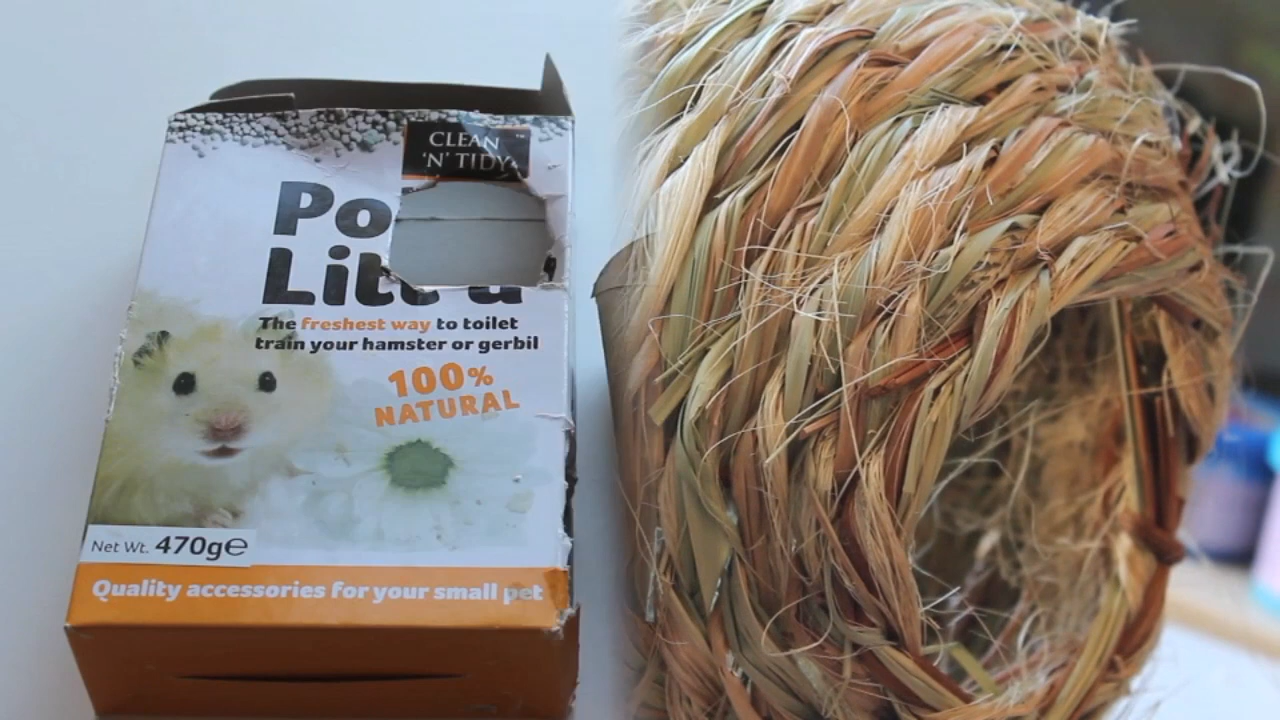 CLEAN
'N' TIDY
The freshest way to toilet
train your hamster or gerbil
100%
NATURAL
Net Wt. 470g℮
Quality accessories for your small pet